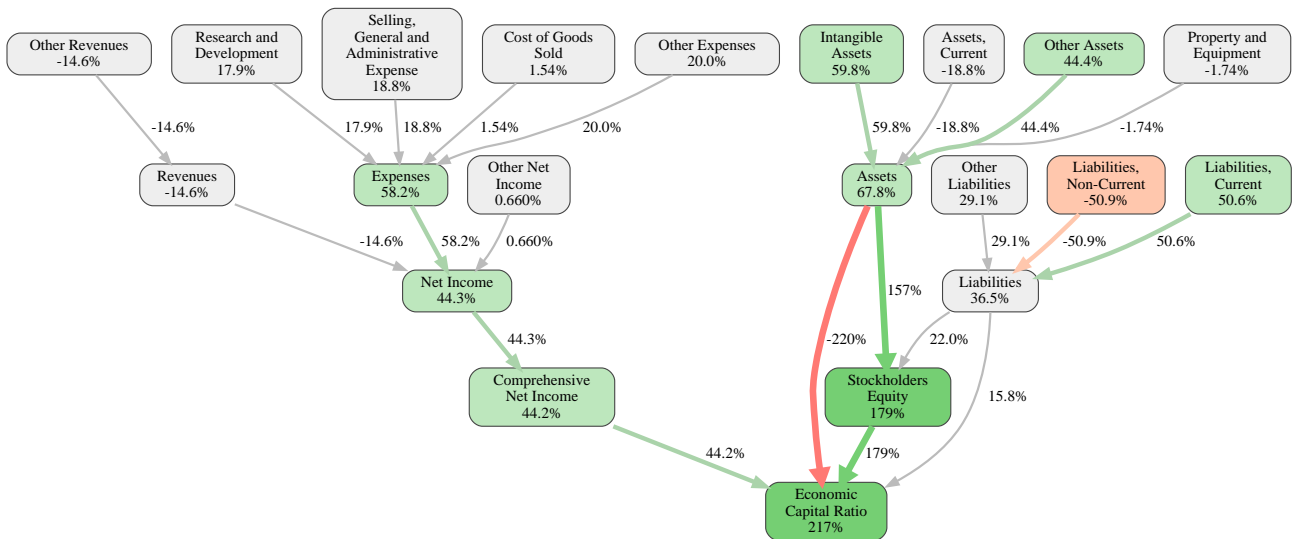 Other Revenues
-14.6%
Research and
Development
17.9%
Selling,
General and
Administrative
Expense
18.8%
Cost of Goods
Sold
1.54%
Other Expenses
20.0%
Intangible
Assets
59.8%
Assets,
Current
-18.8%
Other Assets
44.4%
Property and
Equipment
-1.74%
-14.6%
17.9%
18.8%
1.54%
20.0%
59.8%
-18.8%
44.4%
-1.74%
Revenues
-14.6%
Expenses
58.2%
Other Net
Income
0.660%
Assets
67.8%
Other
Liabilities
29.1%
Liabilities,
Non-Current
-50.9%
Liabilities,
Current
50.6%
-14.6%
58.2%
0.660%
29.1%
-50.9%
50.6%
Net Income
44.3%
157%
Liabilities
36.5%
44.3%
-220%
22.0%
Comprehensive
Net Income
44.2%
Stockholders
Equity
179%
15.8%
44.2%
179%
Economic
Capital Ratio
217%